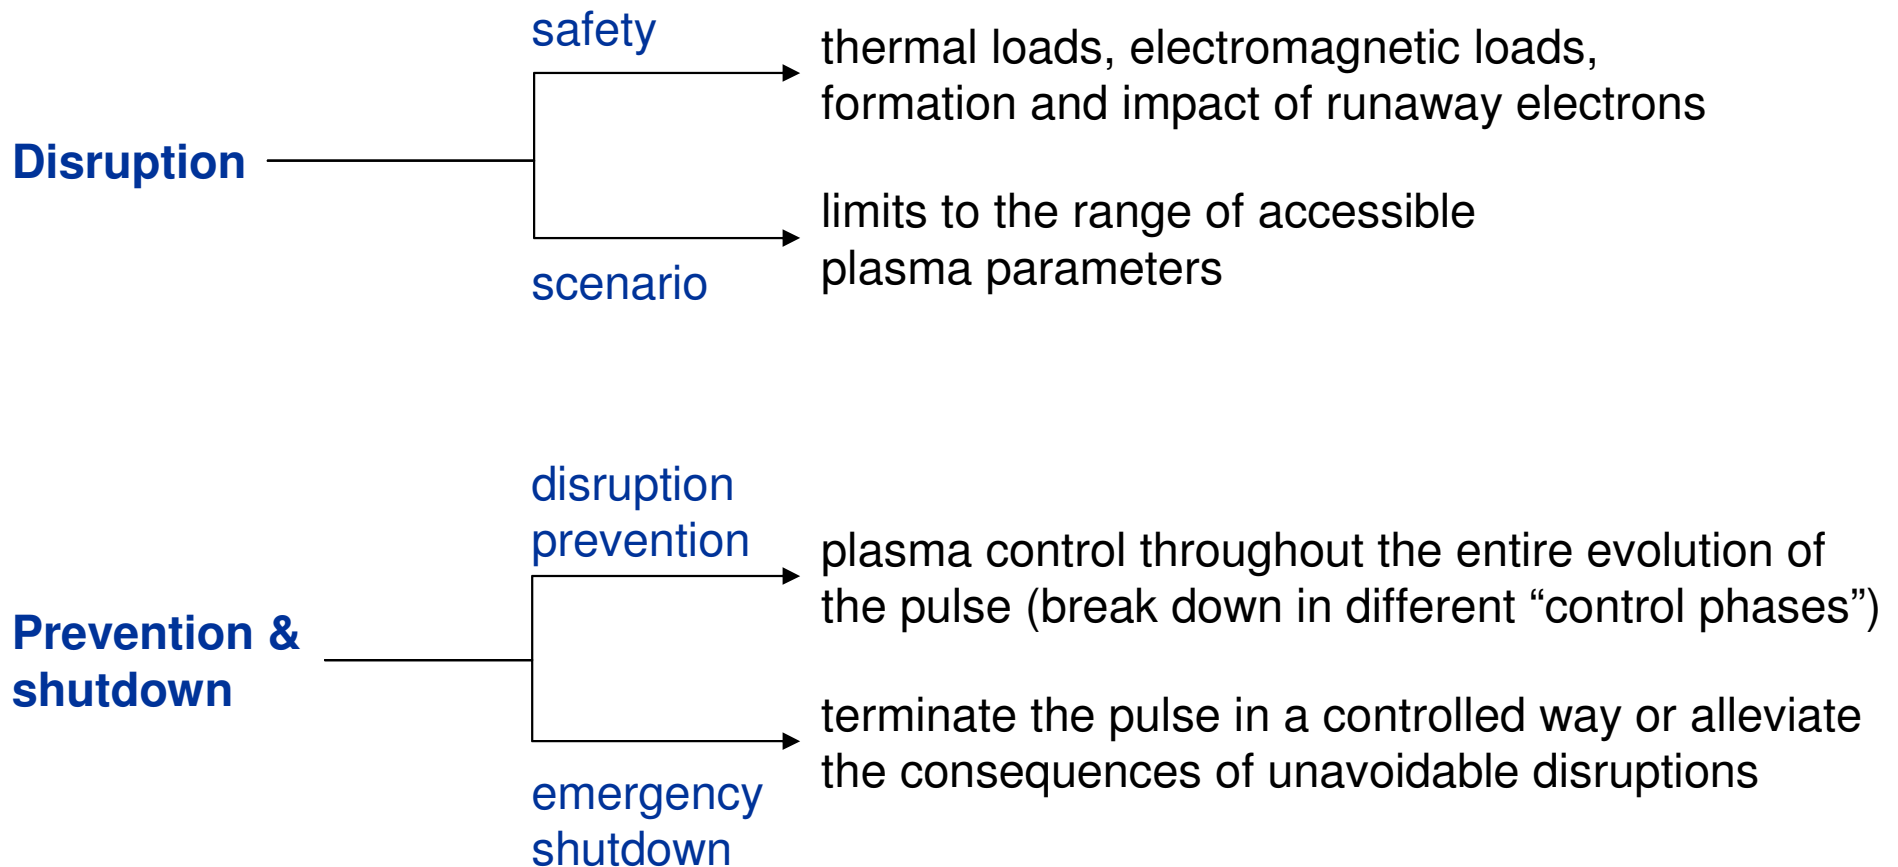 safety
thermal loads, electromagnetic loads,
formation and impact of runaway electrons
Disruption
limits to the range of accessible
plasma parameters
scenario
disruption
prevention
plasma control throughout the entire evolution of
the pulse (break down in different “control phases”)
Prevention &
shutdown
terminate the pulse in a controlled way or alleviate
the consequences of unavoidable disruptions
emergency
shutdown